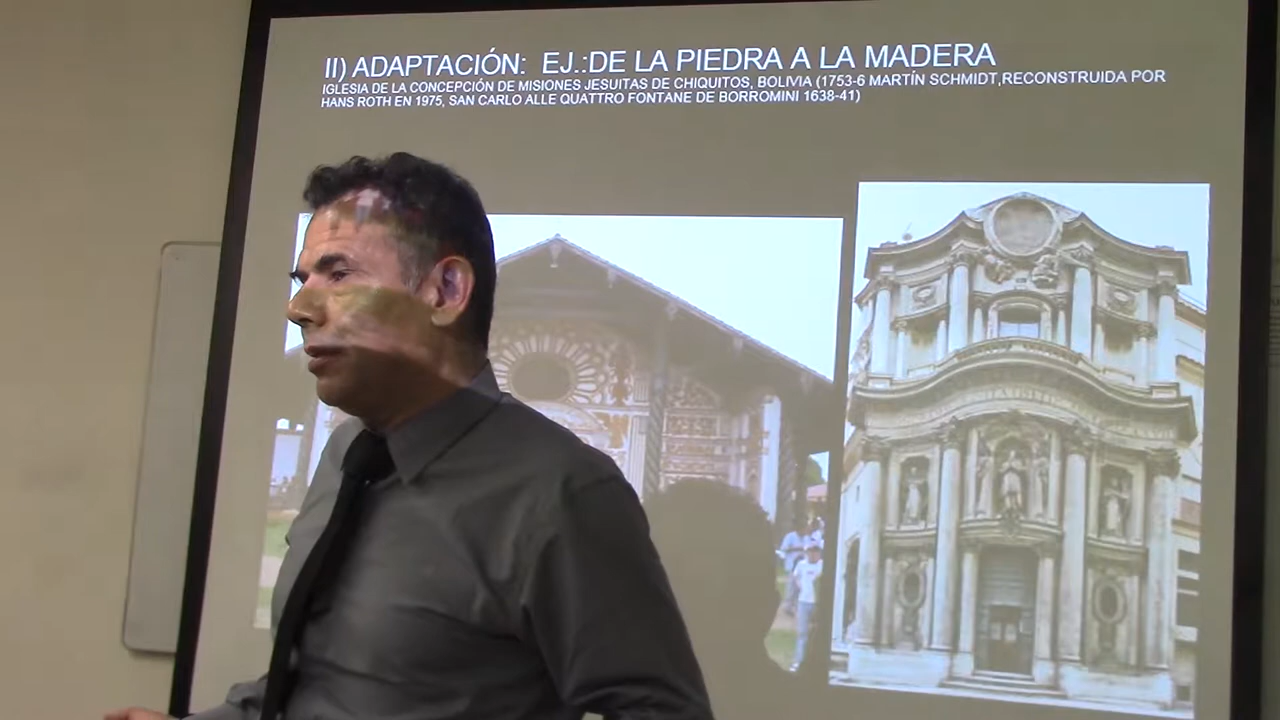 II) ADAPTACIÓN: EJ.:DE LA PIEDRA A LA MADERA
IGLESIA DE LA CONCEPCIÓN DE MISIONES JESUITAS DE CHIQUITOS, BOLIVIA (1753-6 MARTÍN SCHMIDT,RECONSTRUIDA POR
HANS ROTH EN 1975, SAN CARLO ALLE QUATTRO FONTANE DE BORROMINI 1638-41)